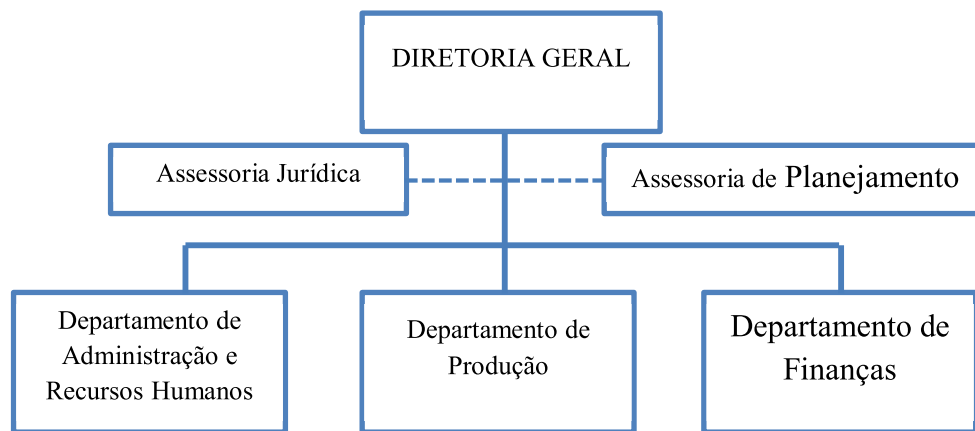 DIRETORIA GERAL
Assessoria Jurídica
Assessoria de Planejamento
Departamento de
Administração e
Recursos Humanos
Departamento de
Produção
Departamento de
Finanças